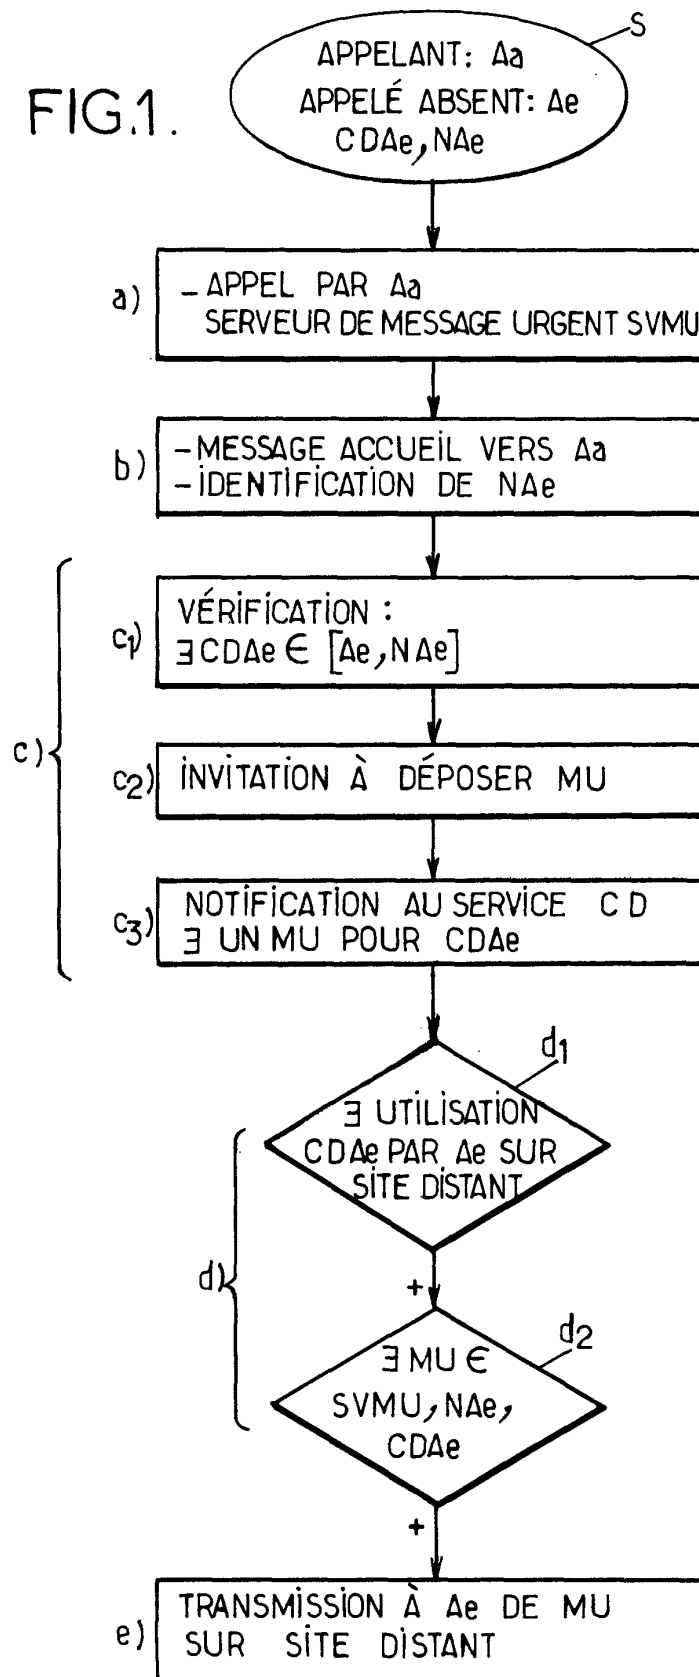 FIG.1.
S
APPELANT: Aa
APPELÉ ABSENT: Ae
CDAe, NAe
a)
- APPEL PAR Aa
SERVEUR DE MESSAGE URGENT SVMU
b)
- MESSAGE ACCUEIL VERS Aa
- IDENTIFICATION DE NAe
c)
c1)
VÉRIFICATION :
∃ CDAe ∈ [Ae, NAe]
c2)
INVITATION À DÉPOSER MU
c3)
NOTIFICATION AU SERVICE CD
∃ UN MU POUR CDAe
d)
d1
∃ UTILISATION
CDAe PAR Ae SUR
SITE DISTANT
+
d2
∃ MU ∈
SVMU, NAe,
CDAe
+
e)
TRANSMISSION À Ae DE MU
SUR SITE DISTANT